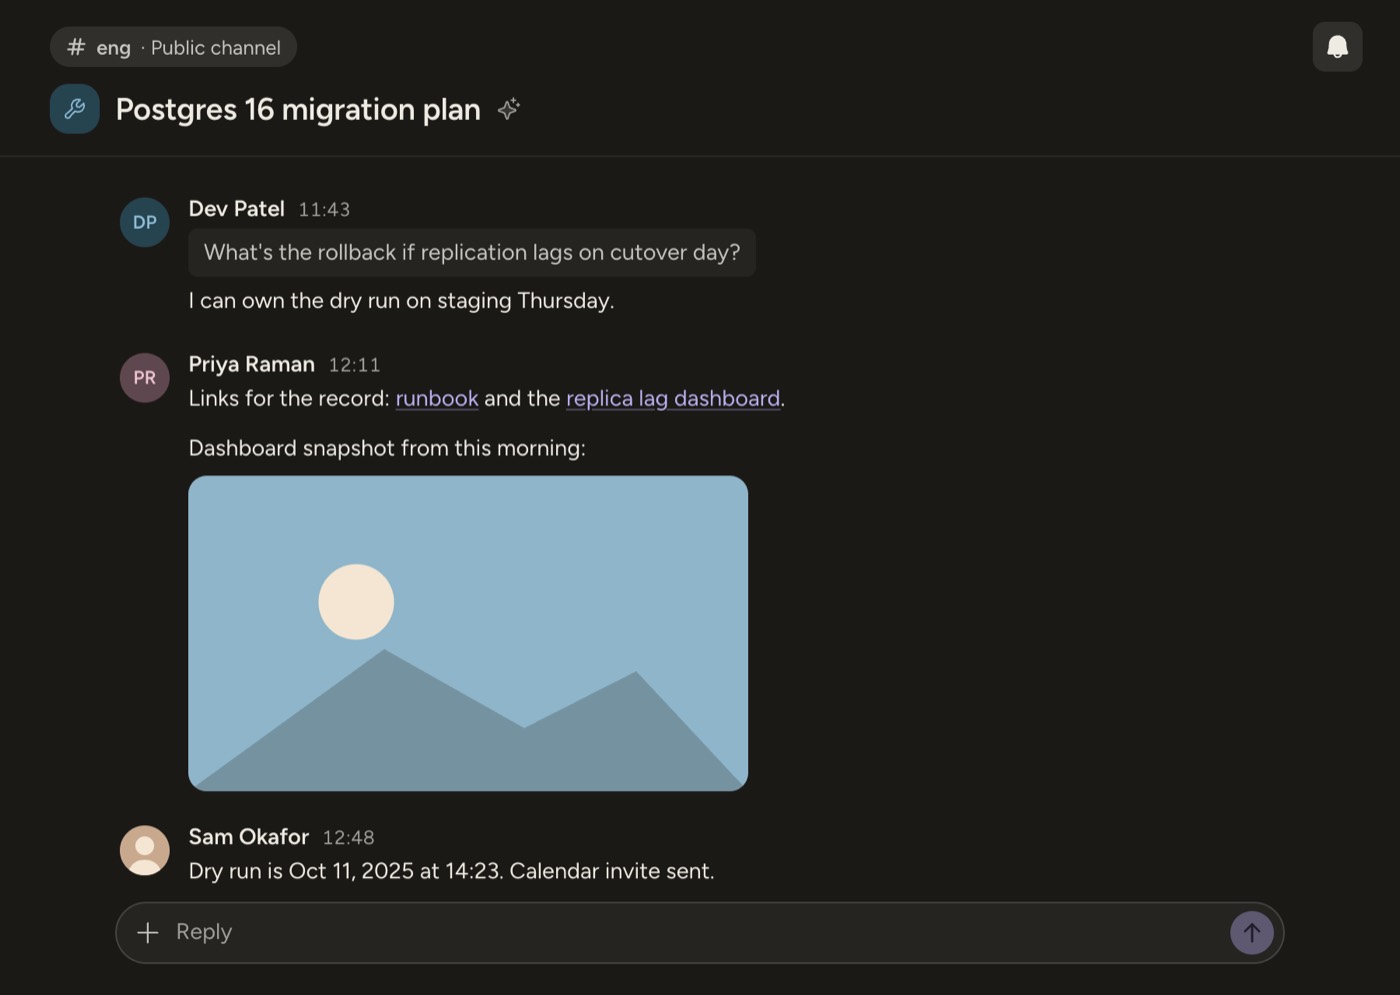 # eng · Public channel
Postgres 16 migration plan
DP
Dev Patel 11:43
What's the rollback if replication lags on cutover day?
I can own the dry run on staging Thursday.
PR
Priya Raman 12:11
Links for the record: runbook and the replica lag dashboard.
Dashboard snapshot from this morning:
Sam Okafor 12:48
Dry run is Oct 11, 2025 at 14:23. Calendar invite sent.
Reply